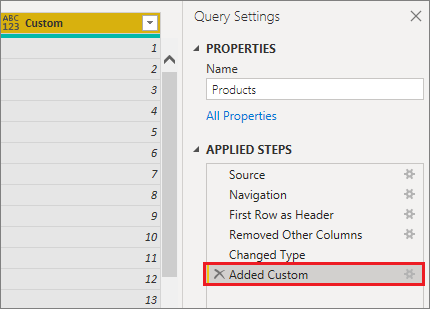 ABC
123
Custom
1
2
3
4
5
6
7
8
9
10
11
12
13
Query Settings
PROPERTIES
Name
Products
All Properties
APPLIED STEPS
Source
Navigation
First Row as Header
Removed Other Columns
Changed Type
Added Custom